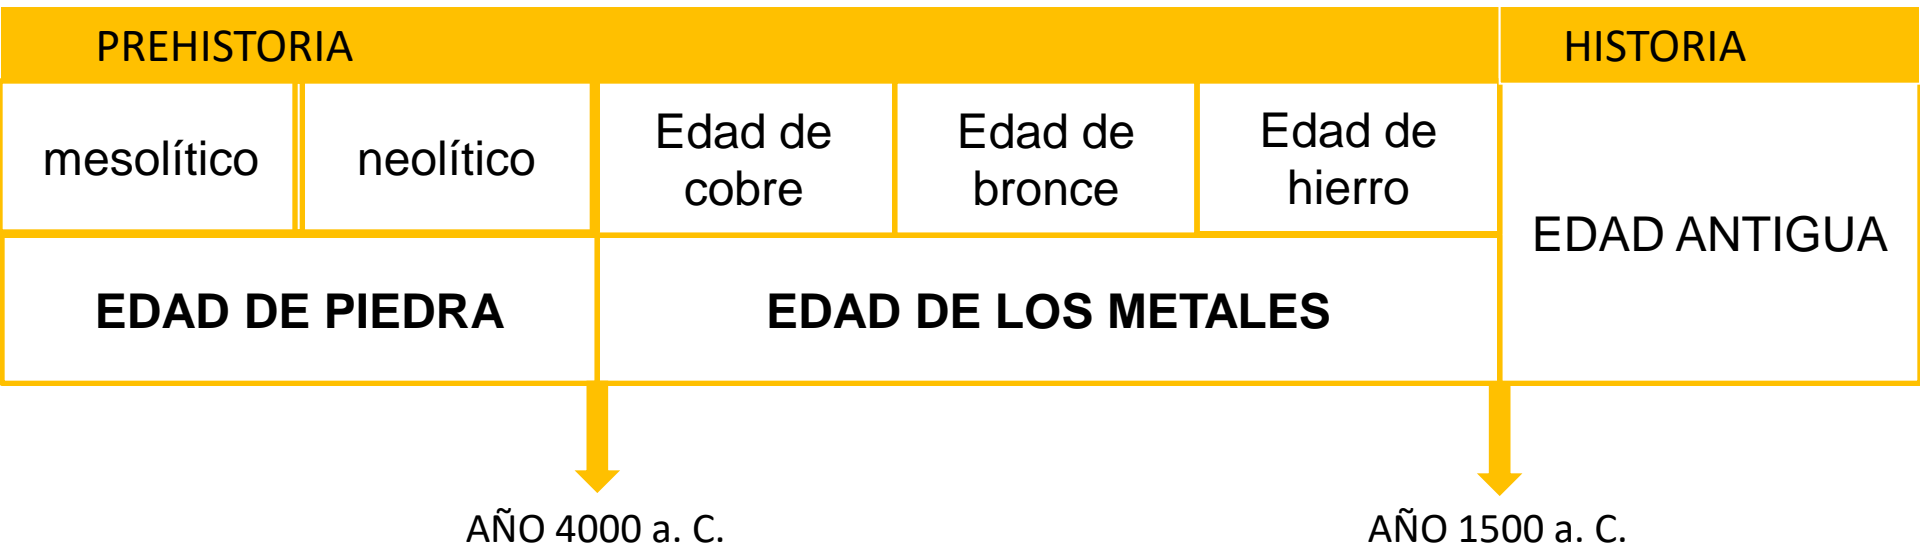 PREHISTORIA
HISTORIA
mesolítico
neolítico
Edad de
cobre
Edad de
bronce
Edad de
hierro
EDAD ANTIGUA
EDAD DE PIEDRA
EDAD DE LOS METALES
AÑO 4000 a. C.
AÑO 1500 a. C.